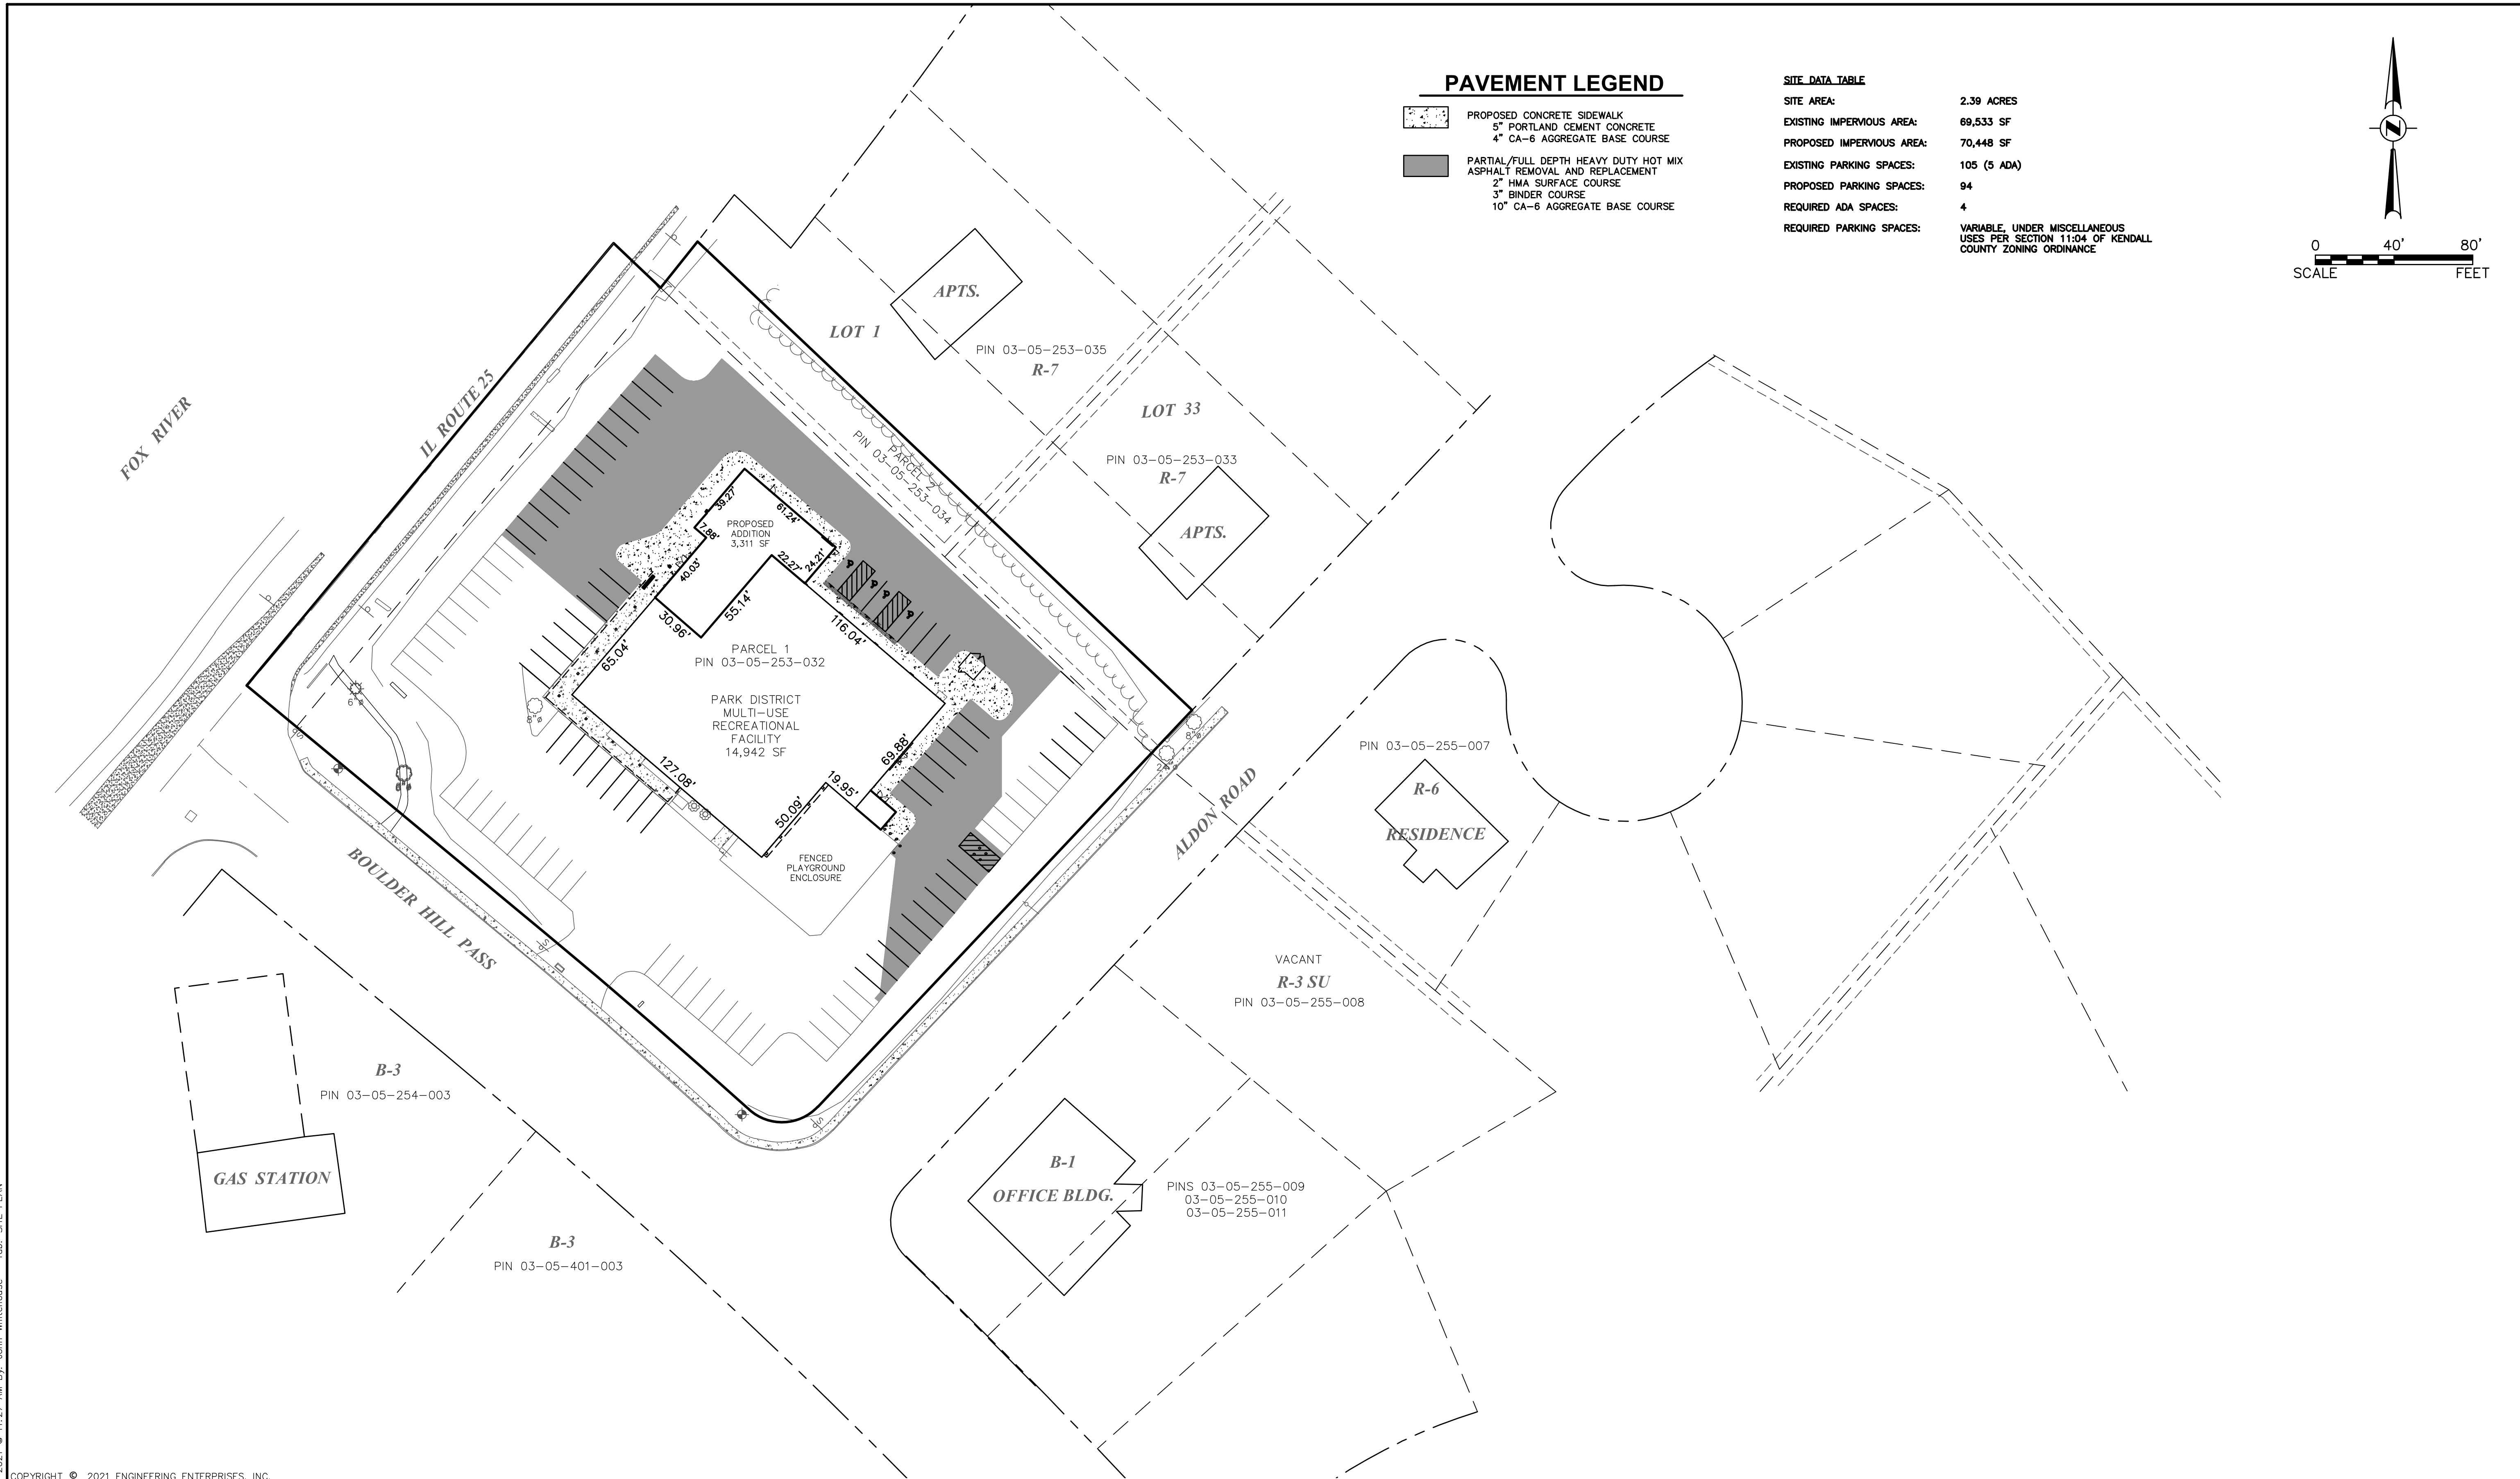 PAVEMENT LEGEND
PROPOSED CONCRETE SIDEWALK
5" PORTLAND CEMENT CONCRETE
4" CA-6 AGGREGATE BASE COURSE
PARTIAL/FULL DEPTH HEAVY DUTY HOT MIX
ASPHALT REMOVAL AND REPLACEMENT
2" HMA SURFACE COURSE
3" BINDER COURSE
10" CA-6 AGGREGATE BASE COURSE
SITE DATA TABLE
SITE AREA: 2.39 ACRES
EXISTING IMPERVIOUS AREA: 69,533 SF
PROPOSED IMPERVIOUS AREA: 70,448 SF
EXISTING PARKING SPACES: 105 (5 ADA)
PROPOSED PARKING SPACES: 94
REQUIRED ADA SPACES: 4
REQUIRED PARKING SPACES: VARIABLE, UNDER MISCELLANEOUS
USES PER SECTION 11:04 OF KENDALL
COUNTY ZONING ORDINANCE
N
0 40' 80'
SCALE FEET
FOX RIVER
IL ROUTE 25
APTS.
LOT 1
PIN 03-05-253-035
R-7
LOT 33
PIN 03-05-253-033
R-7
APTS.
PARCEL 2
PIN 03-05-253-034
39.27'
61.24'
7.88'
PROPOSED
ADDITION
3,311 SF
22.27'
24.21'
40.03'
55.14'
30.96'
116.04'
65.04'
PARCEL 1
PIN 03-05-253-032
PARK DISTRICT
MULTI-USE
RECREATIONAL
FACILITY
14,942 SF
69.88'
127.08'
19.95'
50.09'
FENCED
PLAYGROUND
ENCLOSURE
6"ø
8"ø
8"ø
24"ø
BOULDER HILL PASS
ALDON ROAD
PIN 03-05-255-007
R-6
RESIDENCE
VACANT
R-3 SU
PIN 03-05-255-008
B-3
PIN 03-05-254-003
GAS STATION
B-3
PIN 03-05-401-003
B-1
OFFICE BLDG.
PINS 03-05-255-009
03-05-255-010
03-05-255-011
COPYRIGHT © 2021 ENGINEERING ENTERPRISES, INC.